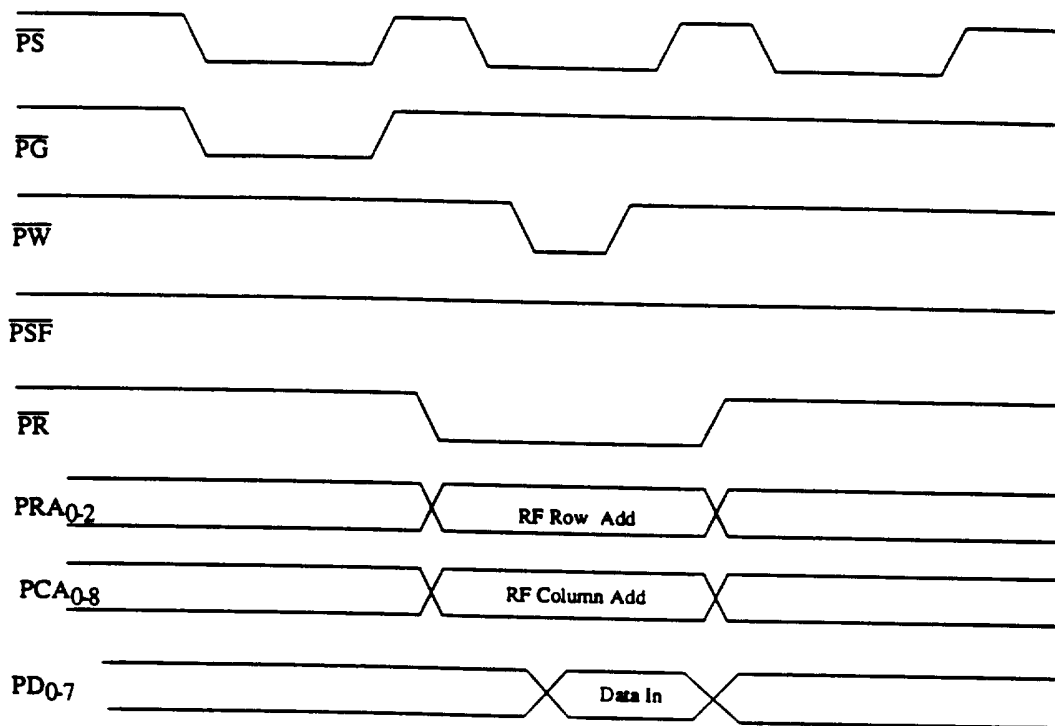 PS
PG
PW
PSF
PR
PRA0-2 RF Row Add
PCA0-8 RF Column Add
PD0-7 Data In